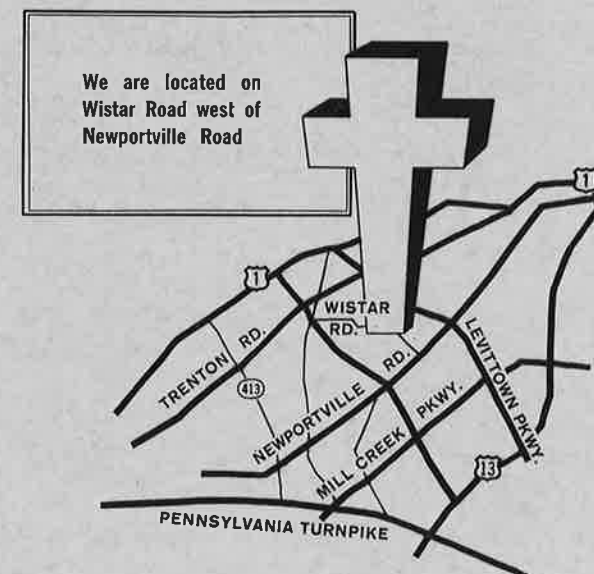 We are located on
Wistar Road west of
Newportville Road
1
1
WISTAR
RD.
TRENTON RD.
413
NEWPORTVILLE RD.
LEVITTOWN PKWY.
MILL CREEK PKWY.
13
PENNSYLVANIA TURNPIKE